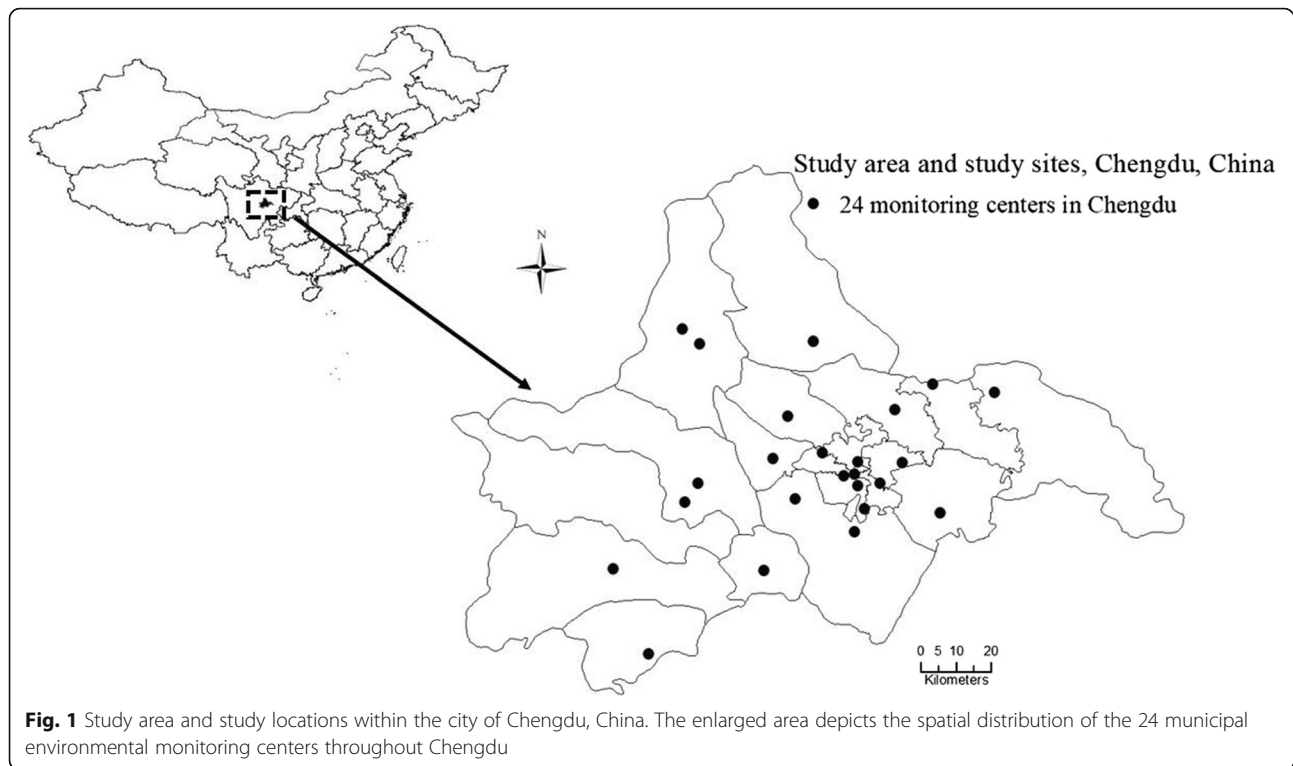 Study area and study sites, Chengdu, China
24 monitoring centers in Chengdu
N
0 5 10 20
Kilometers
Fig. 1 Study area and study locations within the city of Chengdu, China. The enlarged area depicts the spatial distribution of the 24 municipal
environmental monitoring centers throughout Chengdu